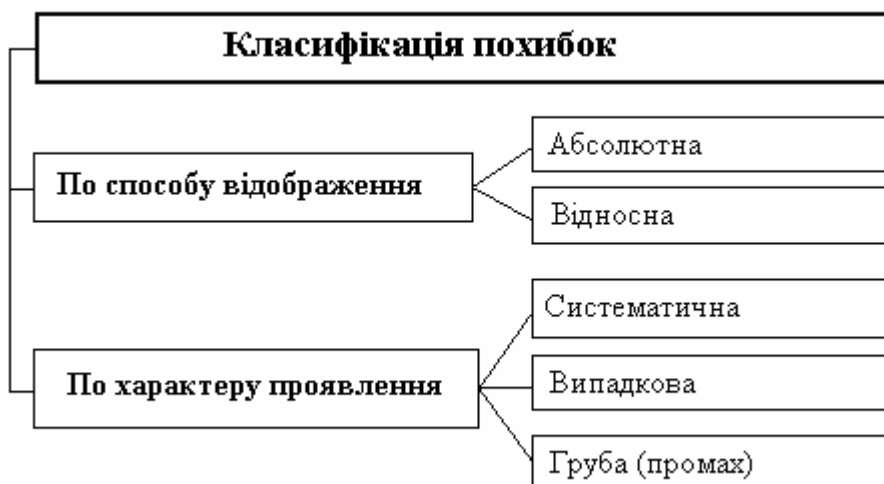 Класифікація похибок
По способу відображення
Абсолютна
Відносна
По характеру проявлення
Систематична
Випадкова
Груба (промах)